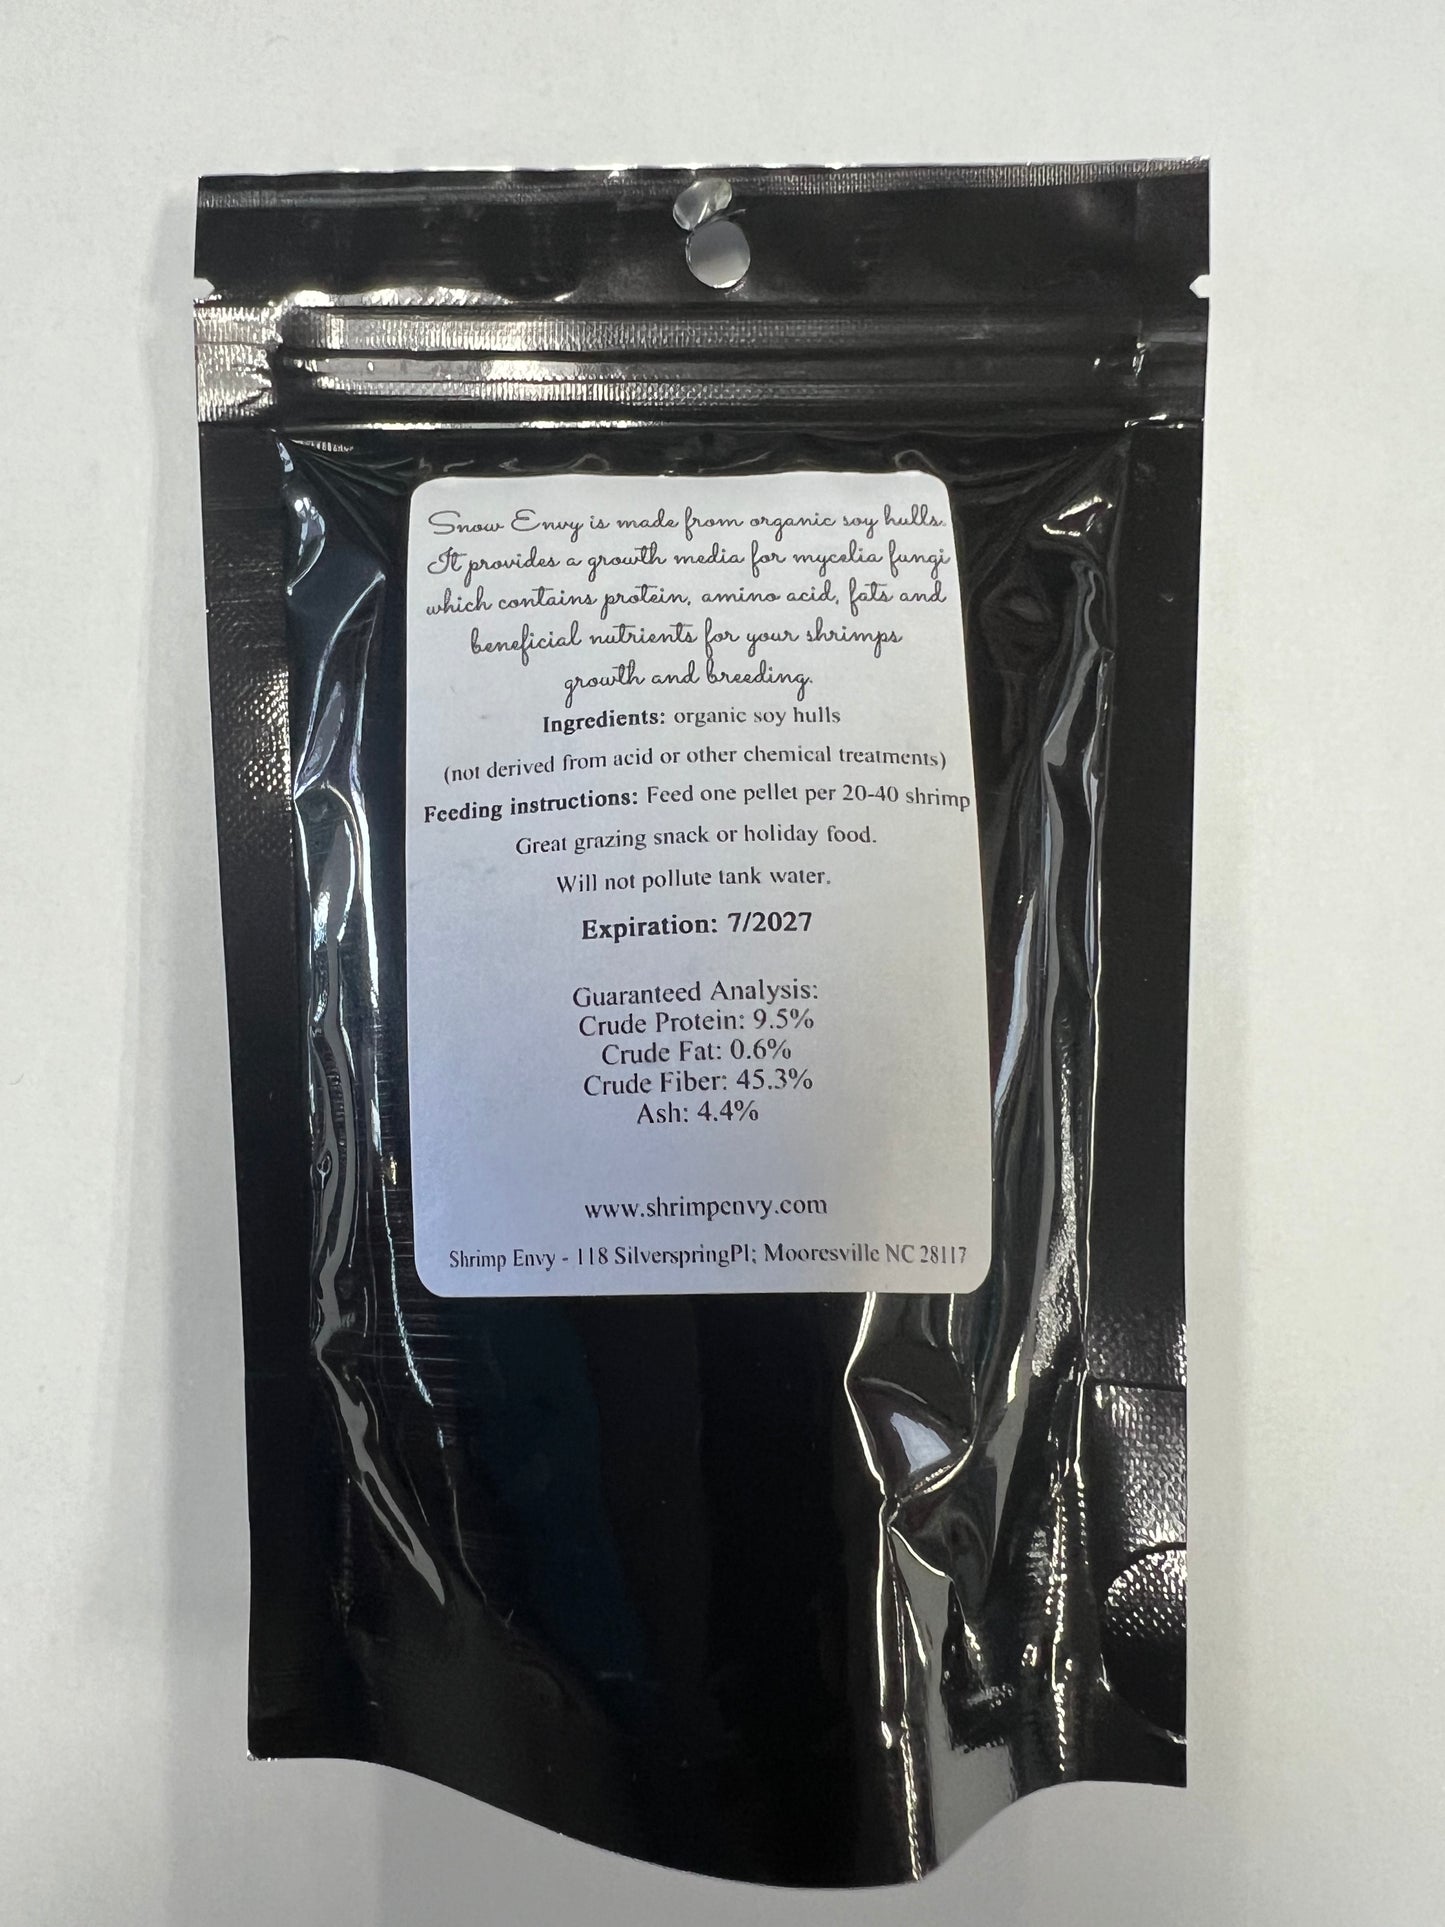 Snow Envy is made from organic soy hulls.
It provides a growth media for mycelia fungi
which contains protein, amino acid, fats and
beneficial nutrients for your shrimps
growth and breeding.
Ingredients: organic soy hulls
(not derived from acid or other chemical treatments)
Feeding instructions: Feed one pellet per 20-40 shrimp
Great grazing snack or holiday food.
Will not pollute tank water.
Expiration: 7/2027
Guaranteed Analysis:
Crude Protein: 9.5%
Crude Fat: 0.6%
Crude Fiber: 45.3%
Ash: 4.4%
www.shrimpenvy.com
Shrimp Envy - 118 SilverspringPl; Mooresville NC 28117